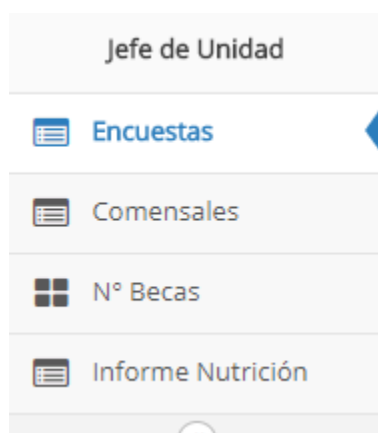 Jefe de Unidad
Encuestas
Comensales
N° Becas
Informe Nutrición